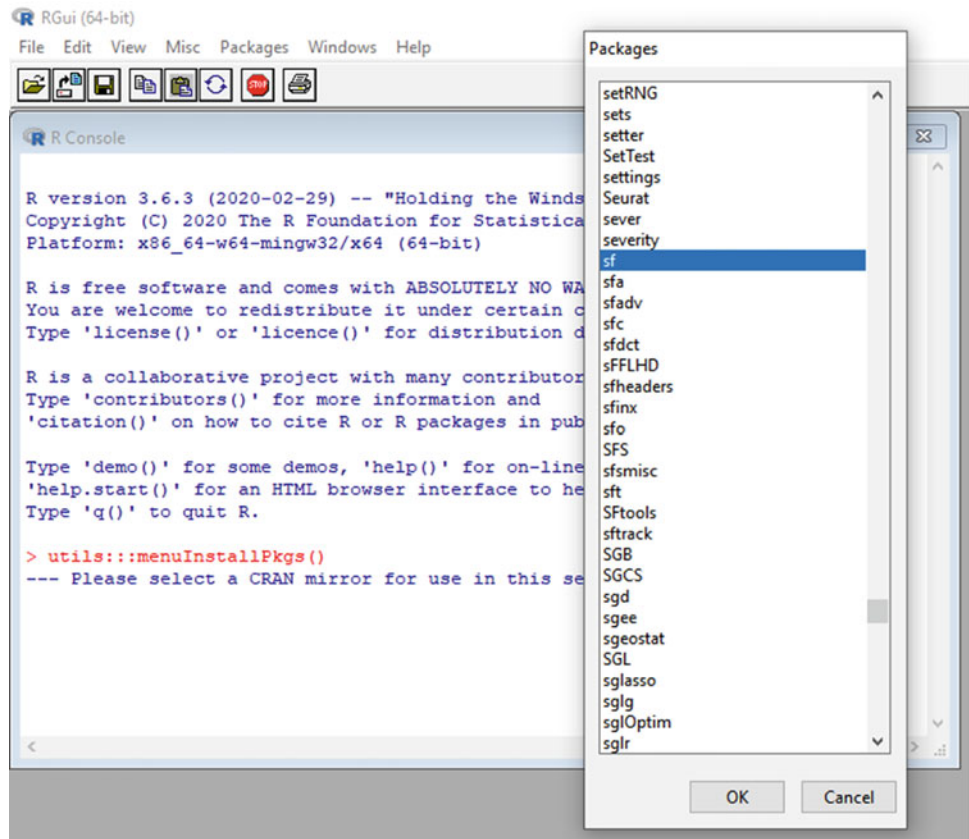 RGui (64-bit)
File Edit View Misc Packages Windows Help
STOP
R Console
R version 3.6.3 (2020-02-29) -- "Holding the Winds
Copyright (C) 2020 The R Foundation for Statistica
Platform: x86_64-w64-mingw32/x64 (64-bit)
R is free software and comes with ABSOLUTELY NO WA
You are welcome to redistribute it under certain c
Type 'license()' or 'licence()' for distribution d
R is a collaborative project with many contributor
Type 'contributors()' for more information and
'citation()' on how to cite R or R packages in pub
Type 'demo()' for some demos, 'help()' for on-line
'help.start()' for an HTML browser interface to he
Type 'q()' to quit R.
> utils:::menuInstallPkgs()
--- Please select a CRAN mirror for use in this se
Packages
setRNG
sets
setter
SetTest
settings
Seurat
sever
severity
sf
sfa
sfadv
sfc
sfdct
sFFLHD
sfheaders
sfinx
sfo
SFS
sfsmisc
sft
SFtools
sftrack
SGB
SGCS
sgd
sgee
sgeostat
SGL
sglasso
sglg
sglOptim
sglr
OK
Cancel